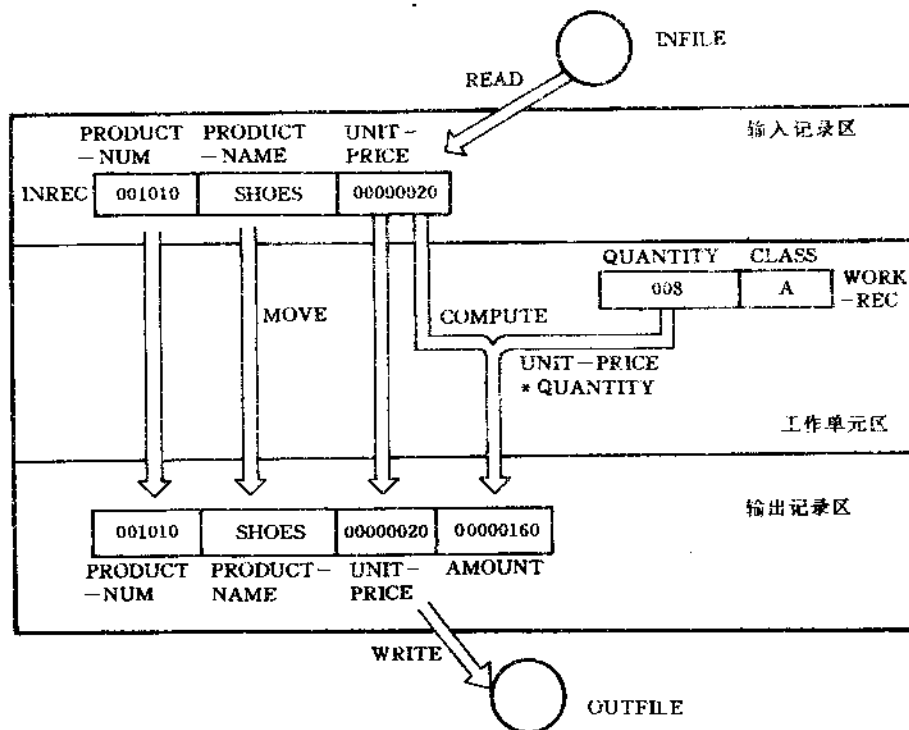 INFILE
READ
PRODUCT PRODUCT UNIT-
-NUM -NAME PRICE
输入记录区
INREC 001010 SHOES 00000020
QUANTITY CLASS
008 A WORK
-REC
MOVE COMPUTE
UNIT-PRICE
* QUANTITY
工作单元区
输出记录区
001010 SHOES 00000020 00000160
PRODUCT PRODUCT- UNIT- AMOUNT
-NUM NAME PRICE
WRITE
OUTFILE